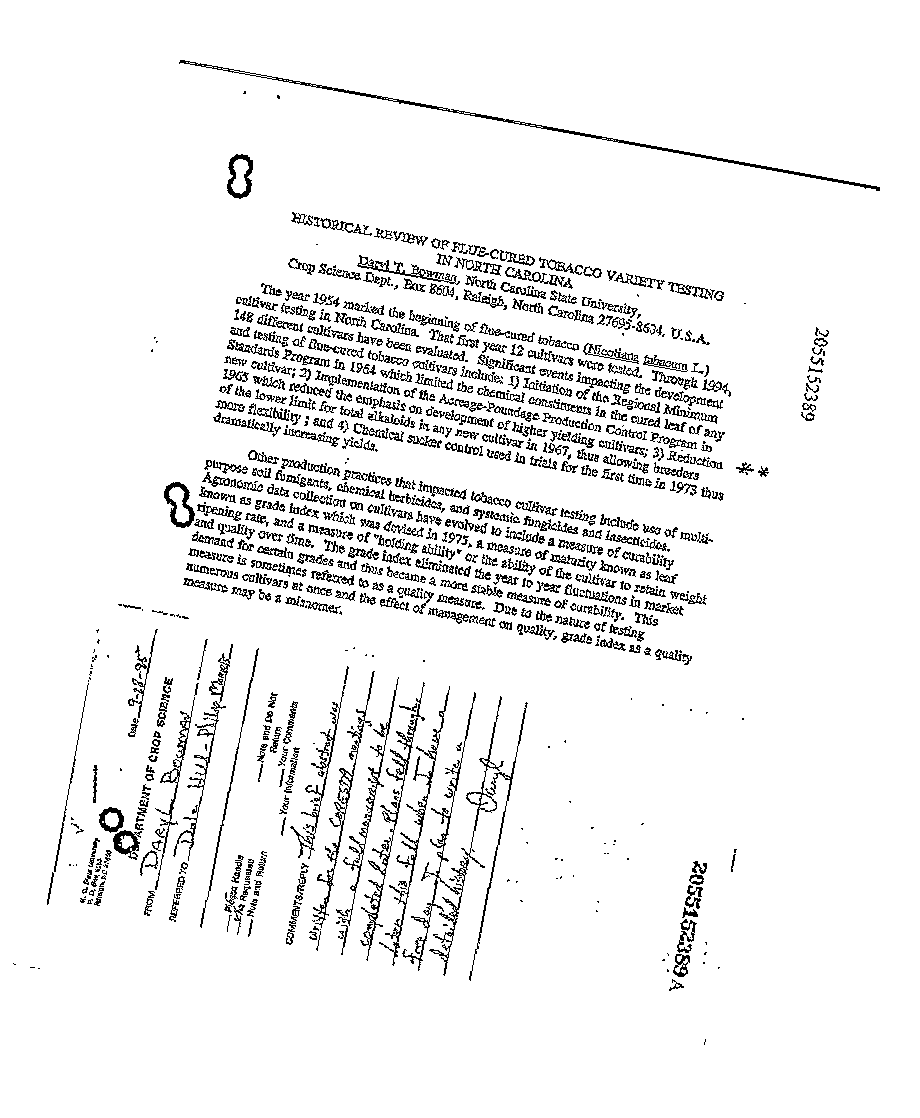 HISTORICAL REVIEW OF FLUE-CURED TOBACCO VARIETY TESTING
IN NORTH CAROLINA
Daryl T. Bowman, North Carolina State University,
Crop Science Dept., Box 8604, Raleigh, North Carolina 27695-8604, U.S.A.
The year 1954 marked the beginning of flue-cured tobacco (Nicotiana tabacum L.)
cultivar testing in North Carolina. That first year 12 cultivars were tested. Through 1994,
148 different cultivars have been evaluated. Significant events impacting the development
and testing of flue-cured tobacco cultivars include: 1) Initiation of the Regional Minimum
Standards Program in 1964 which limited the chemical constituents in the cured leaf of any
new cultivar; 2) Implementation of the Acreage-Poundage Production Control Program in
1965 which reduced the emphasis on development of higher yielding cultivars; 3) Reduction
of the lower limit for total alkaloids in any new cultivar in 1967, thus allowing breeders
more flexibility ; and 4) Chemical sucker control used in trials for the first time in 1973 thus
dramatically increasing yields.
* *
Other production practices that impacted tobacco cultivar testing include use of multi-
purpose soil fumigants, chemical herbicides, and systemic fungicides and insecticides.
Agronomic data collection on cultivars have evolved to include a measure of curability
known as grade index which was devised in 1975, a measure of maturity known as leaf
ripening rate, and a measure of "holding ability" or the ability of the cultivar to retain weight
and quality over time. The grade index eliminated the year to year fluctuations in market
demand for certain grades and thus became a more stable measure of curability. This
measure is sometimes referred to as a quality measure. Due to the nature of testing
numerous cultivars at once and the effect of management on quality, grade index as a quality
measure may be a misnomer.
2055152389
N. C. State University
Raleigh, N.C.
Date 9-28-95
DEPARTMENT OF CROP SCIENCE
FROM Daryl Bowman
REFERRED TO Dale Hill - Philip Morris
Please Handle
As Requested
Note and Return
Note and Do Not
Return
Your Comments
Your Information
COMMENTS/REPLY This brief abstract was
written for the CORESTA meetings
with a full manuscript to be
completed later. Plans fell through
later this fall when I have a
free day I plan to write a
detailed history
Daryl
2055152389 A